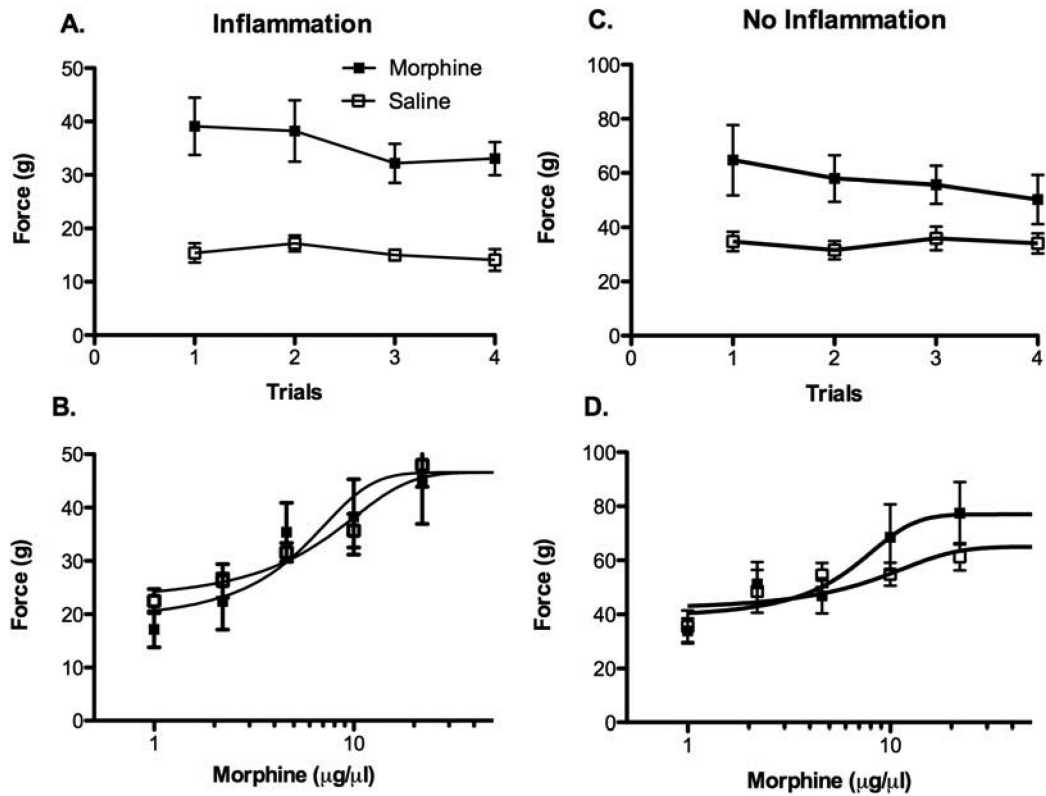 A.
Inflammation
Morphine
Saline
50
40
30
20
10
0
Force (g)
0 1 2 3 4
Trials
C.
No Inflammation
100
80
60
40
20
0
Force (g)
0 1 2 3 4
Trials
B.
50
40
30
20
10
0
Force (g)
1 10
Morphine (µg/µl)
D.
100
80
60
40
20
0
Force (g)
1 10
Morphine (µg/µl)